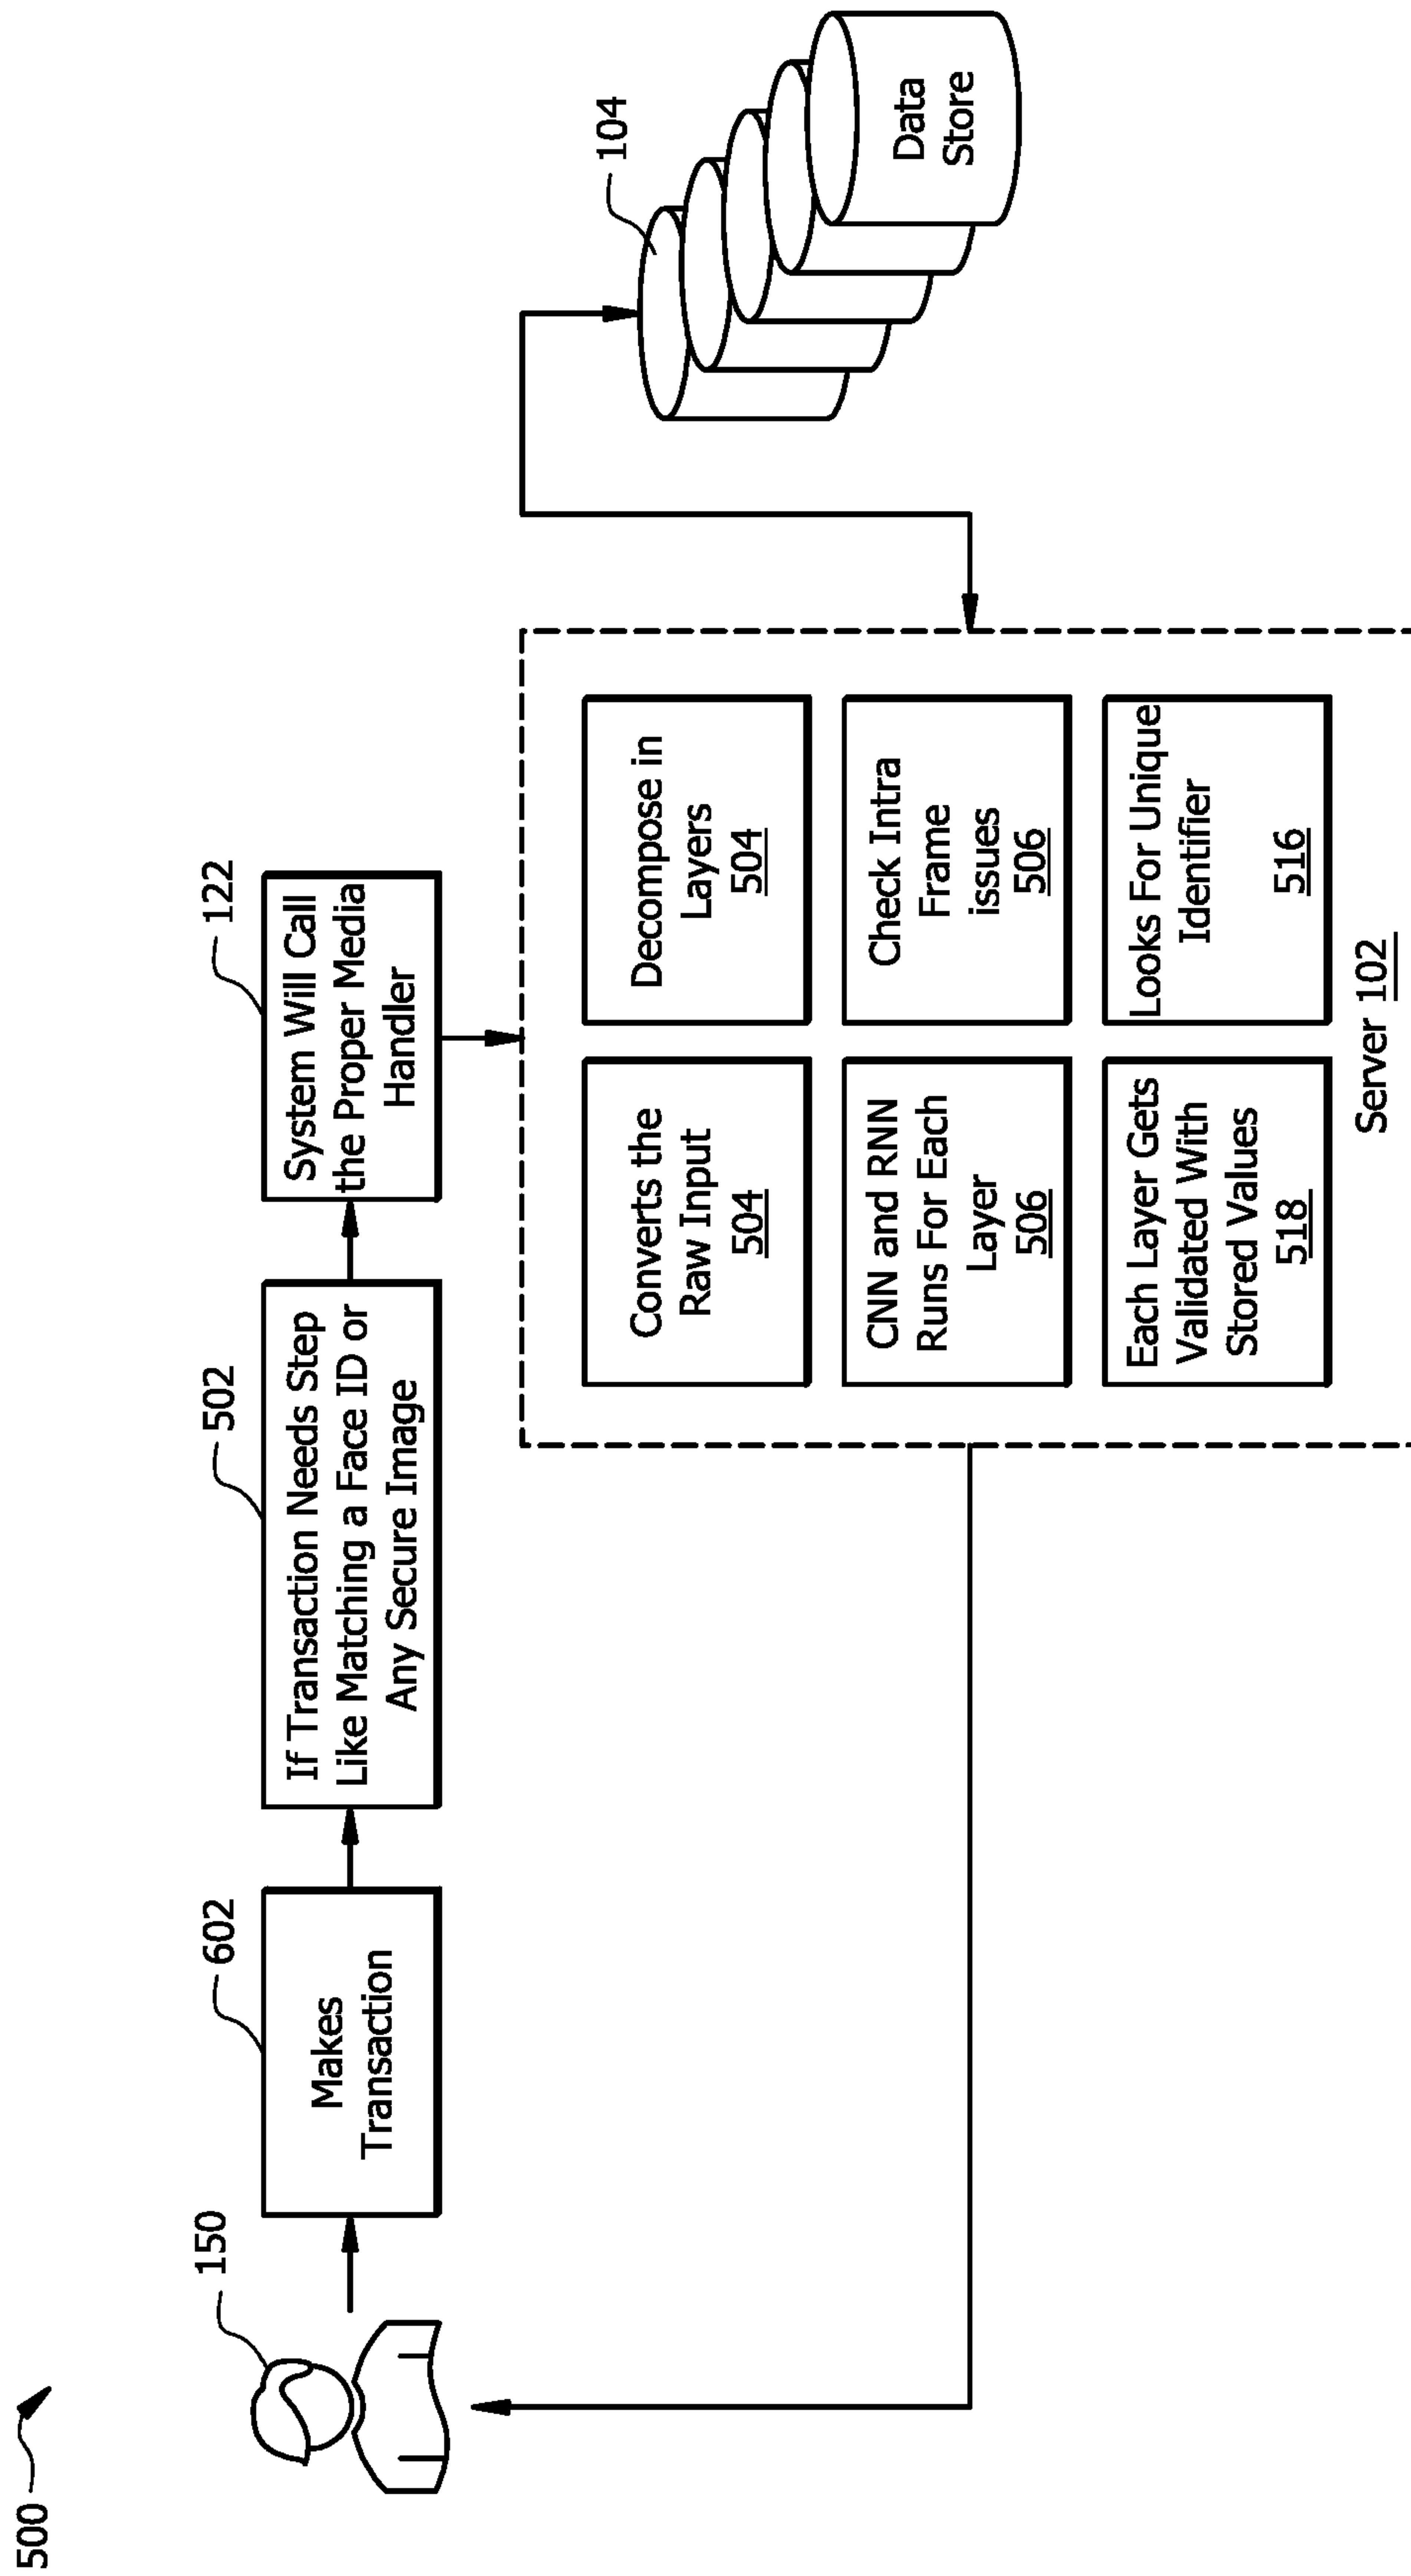 500
150
602
Makes
Transaction
502
If Transaction Needs Step
Like Matching a Face ID or
Any Secure Image
122
System Will Call
the Proper Media
Handler
104
Data
Store
Converts the
Raw Input
504
Decompose in
Layers
504
CNN and RNN
Runs For Each
Layer
506
Check Intra
Frame
issues
506
Each Layer Gets
Validated With
Stored Values
518
Looks For Unique
Identifier
516
Server 102